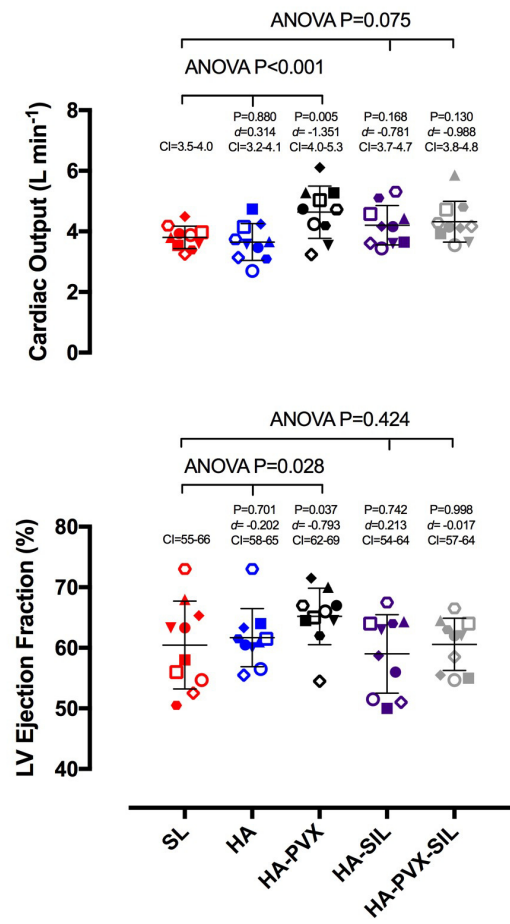 ANOVA P=0.075
ANOVA P<0.001
P=0.880 P=0.005 P=0.168 P=0.130
d=0.314 d= -1.351 d= -0.781 d= -0.988
CI=3.5-4.0 CI=3.2-4.1 CI=4.0-5.3 CI=3.7-4.7 CI=3.8-4.8
Cardiac Output (L min-1)
8
6
4
2
0
ANOVA P=0.424
ANOVA P=0.028
P=0.701 P=0.037 P=0.742 P=0.998
d= -0.202 d= -0.793 d=0.213 d= -0.017
CI=55-66 CI=58-65 CI=62-69 CI=54-64 CI=57-64
LV Ejection Fraction (%)
80
70
60
50
40
SL HA HA-PVX HA-SIL HA-PVX-SIL